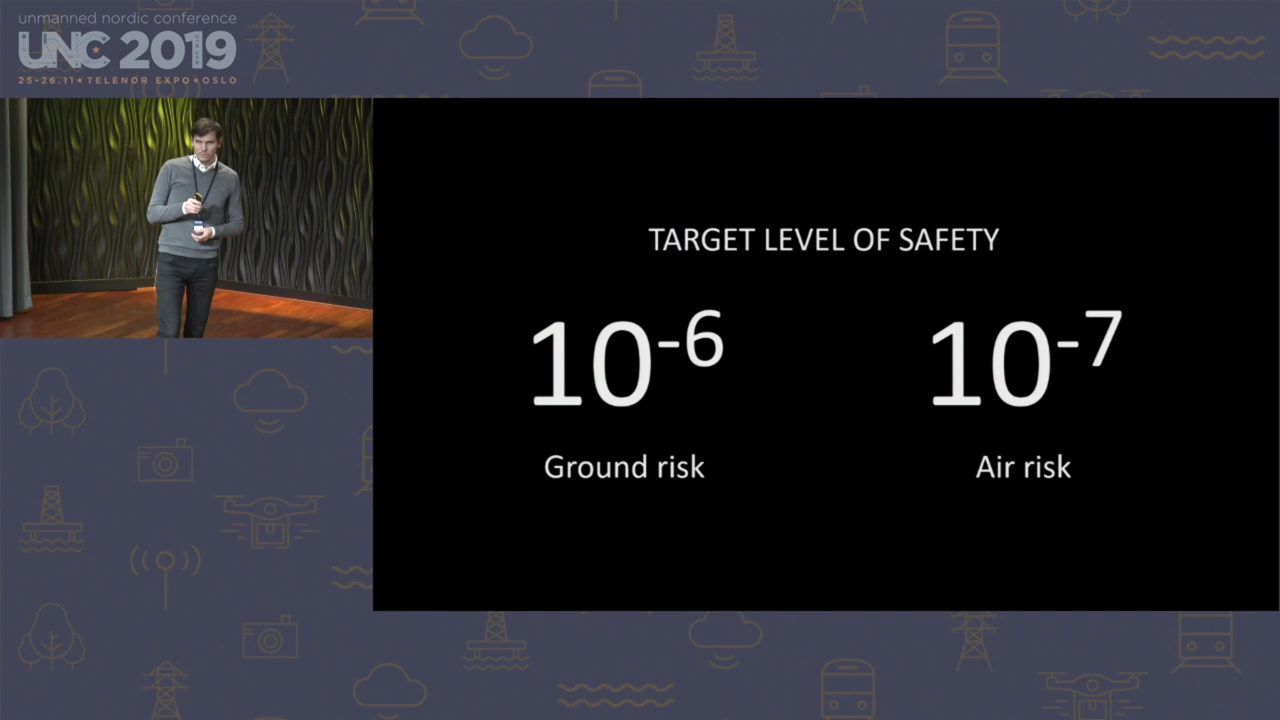 unmanned nordic conference
UNC 2019
25-26.11 TELENOR EXPO OSLO
TARGET LEVEL OF SAFETY
10⁻⁶
10⁻⁷
Ground risk
Air risk